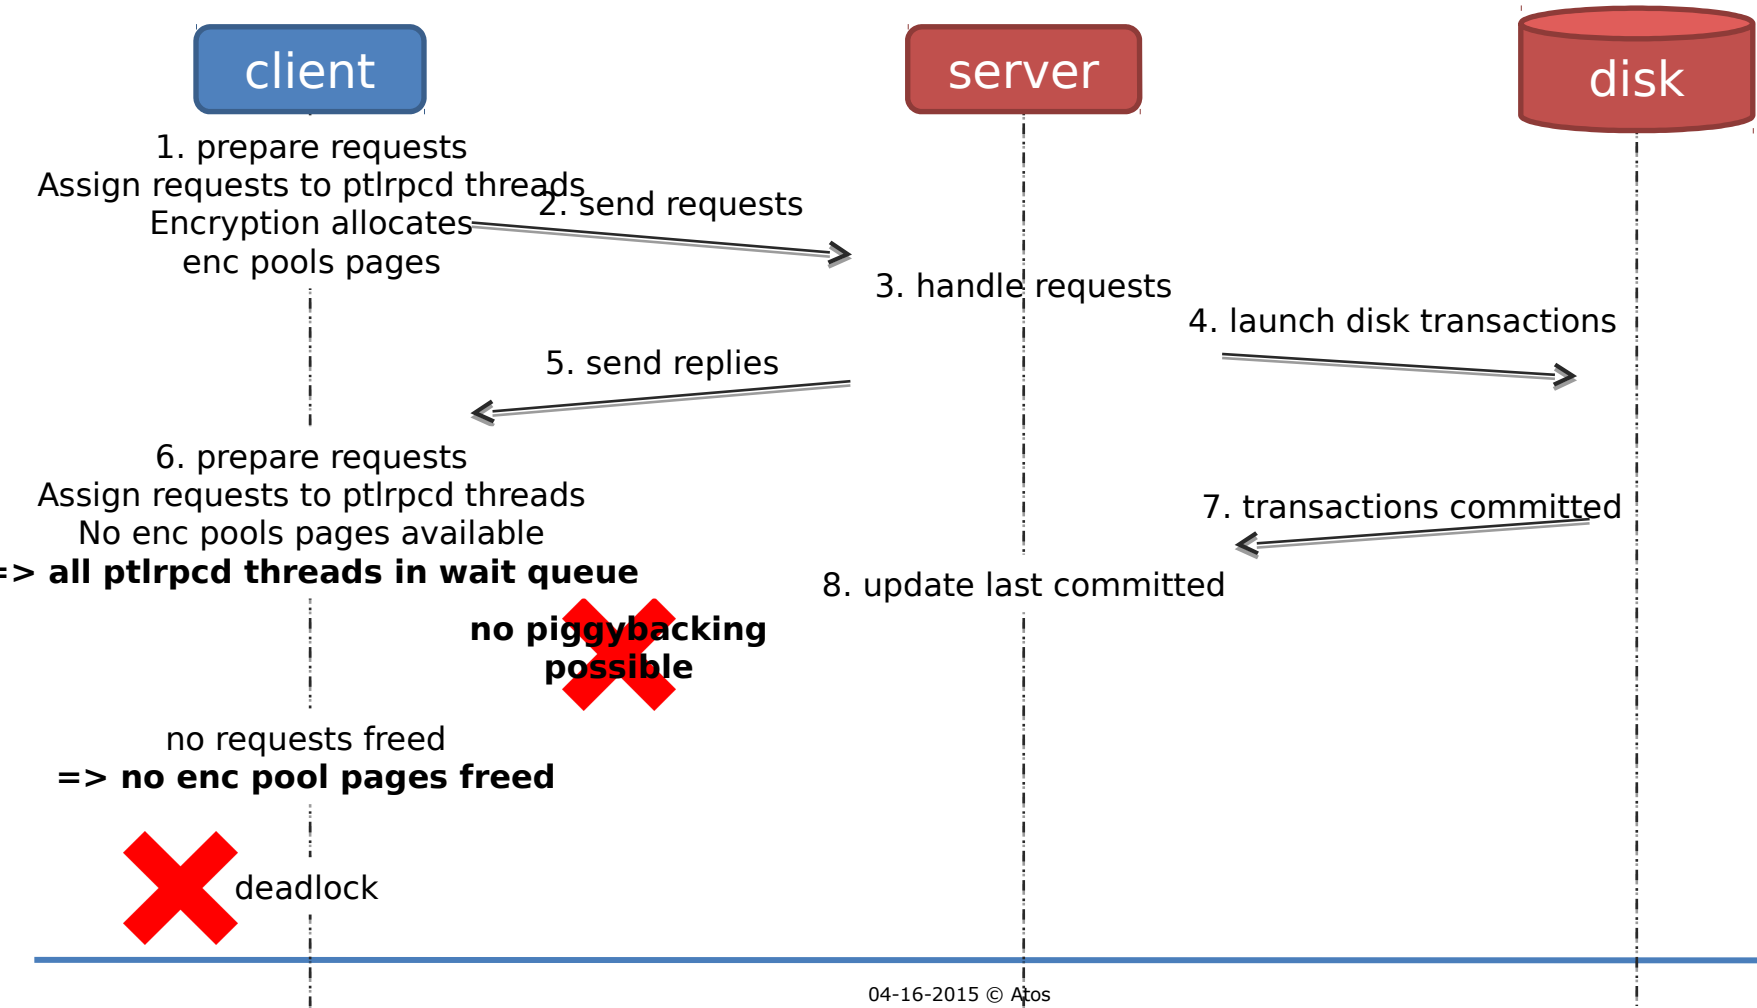 client
server
disk
1. prepare requests
Assign requests to ptlrpcd threads
Encryption allocates
enc pools pages
2. send requests
3. handle requests
4. launch disk transactions
5. send replies
6. prepare requests
Assign requests to ptlrpcd threads
No enc pools pages available
=> all ptlrpcd threads in wait queue
7. transactions committed
8. update last committed
no piggybacking
possible
no requests freed
=> no enc pool pages freed
deadlock
04-16-2015 © Atos